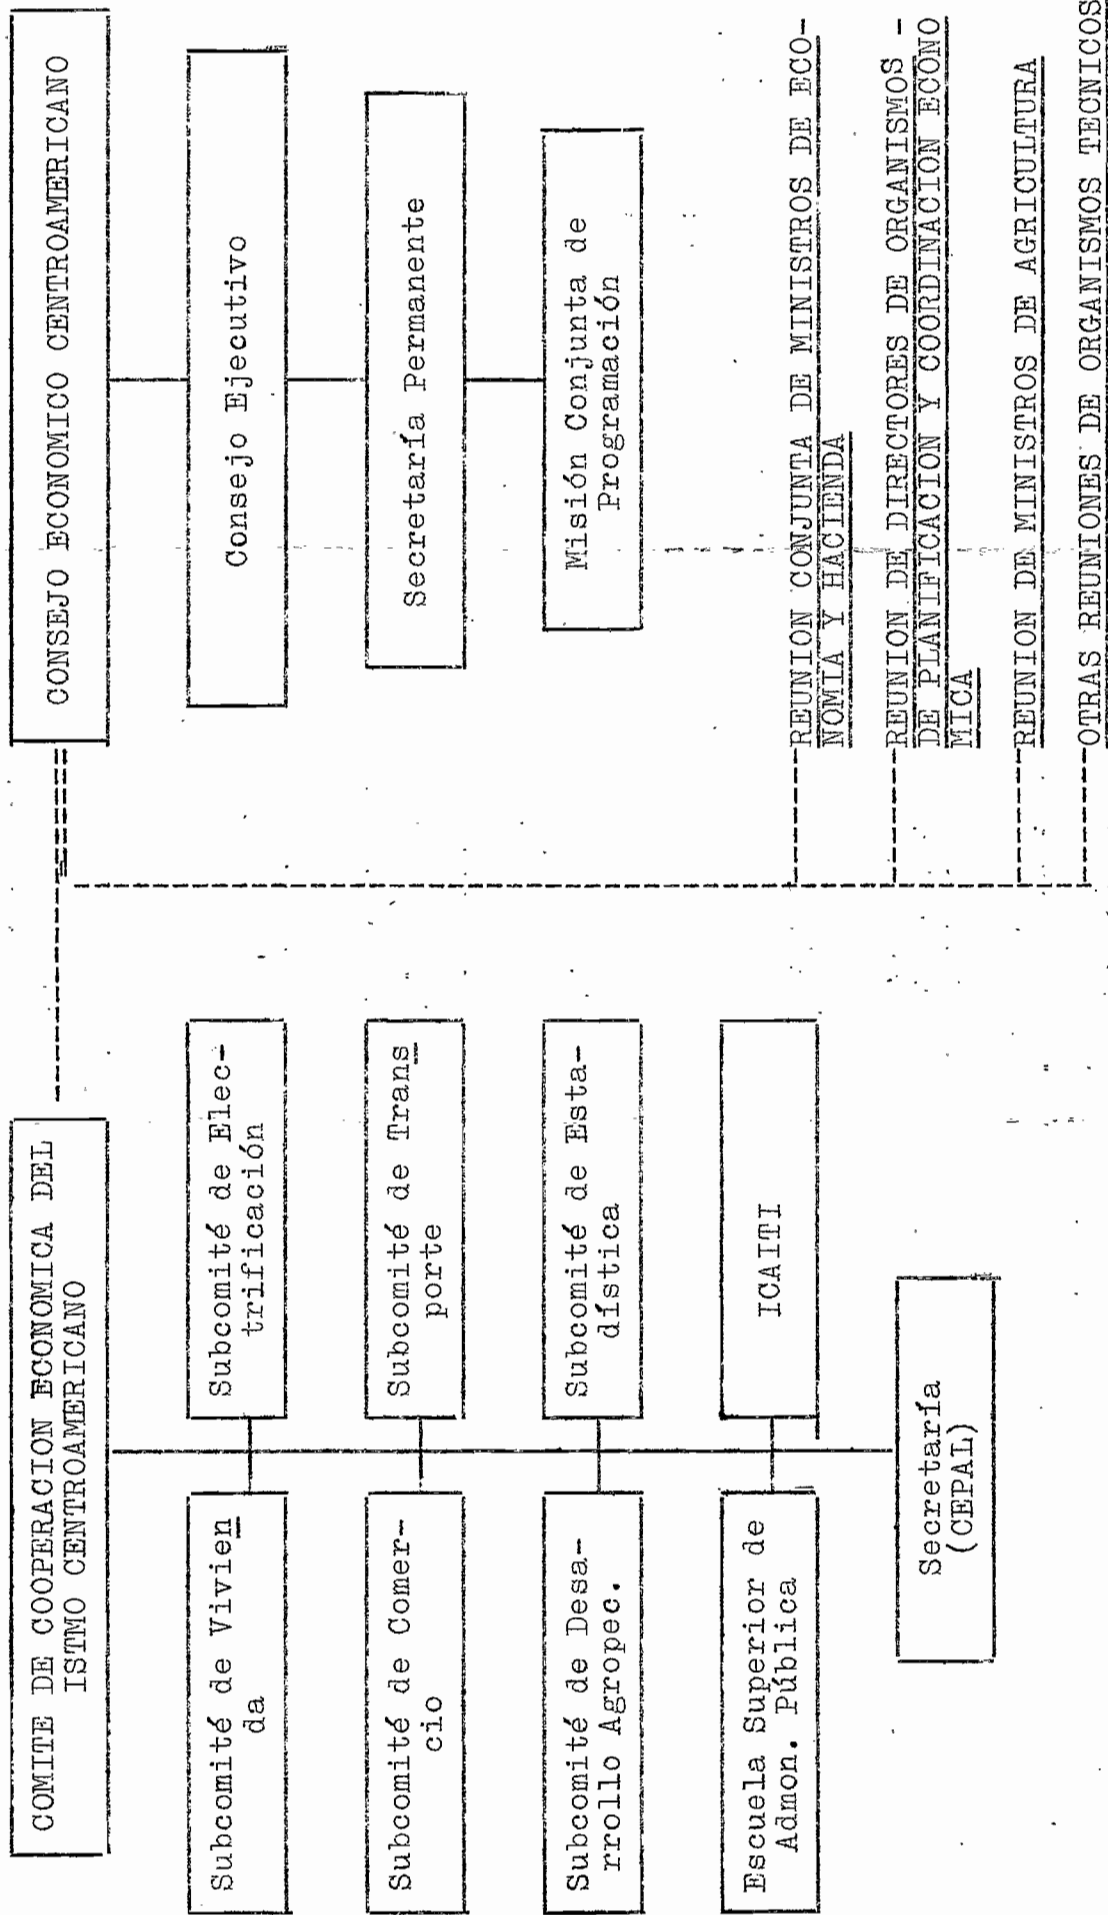 COMITE DE COOPERACION ECONOMICA DEL
ISTMO CENTROAMERICANO
Subcomité de Vivien
da
Subcomité de Elec-
trificación
Subcomité de Comer-
cio
Subcomité de Trans
porte
Subcomité de Desa-
rrollo Agropec.
Subcomité de Esta-
dística
Escuela Superior de
Admon. Pública
ICAITI
Secretaría
(CEPAL)
CONSEJO ECONOMICO CENTROAMERICANO
Consejo Ejecutivo
Secretaría Permanente
Misión Conjunta de
Programación
REUNION CONJUNTA DE MINISTROS DE ECO-
NOMIA Y HACIENDA
REUNION DE DIRECTORES DE ORGANISMOS -
DE PLANIFICACION Y COORDINACION ECONO
MICA
REUNION DE MINISTROS DE AGRICULTURA
OTRAS REUNIONES DE ORGANISMOS TECNICOS